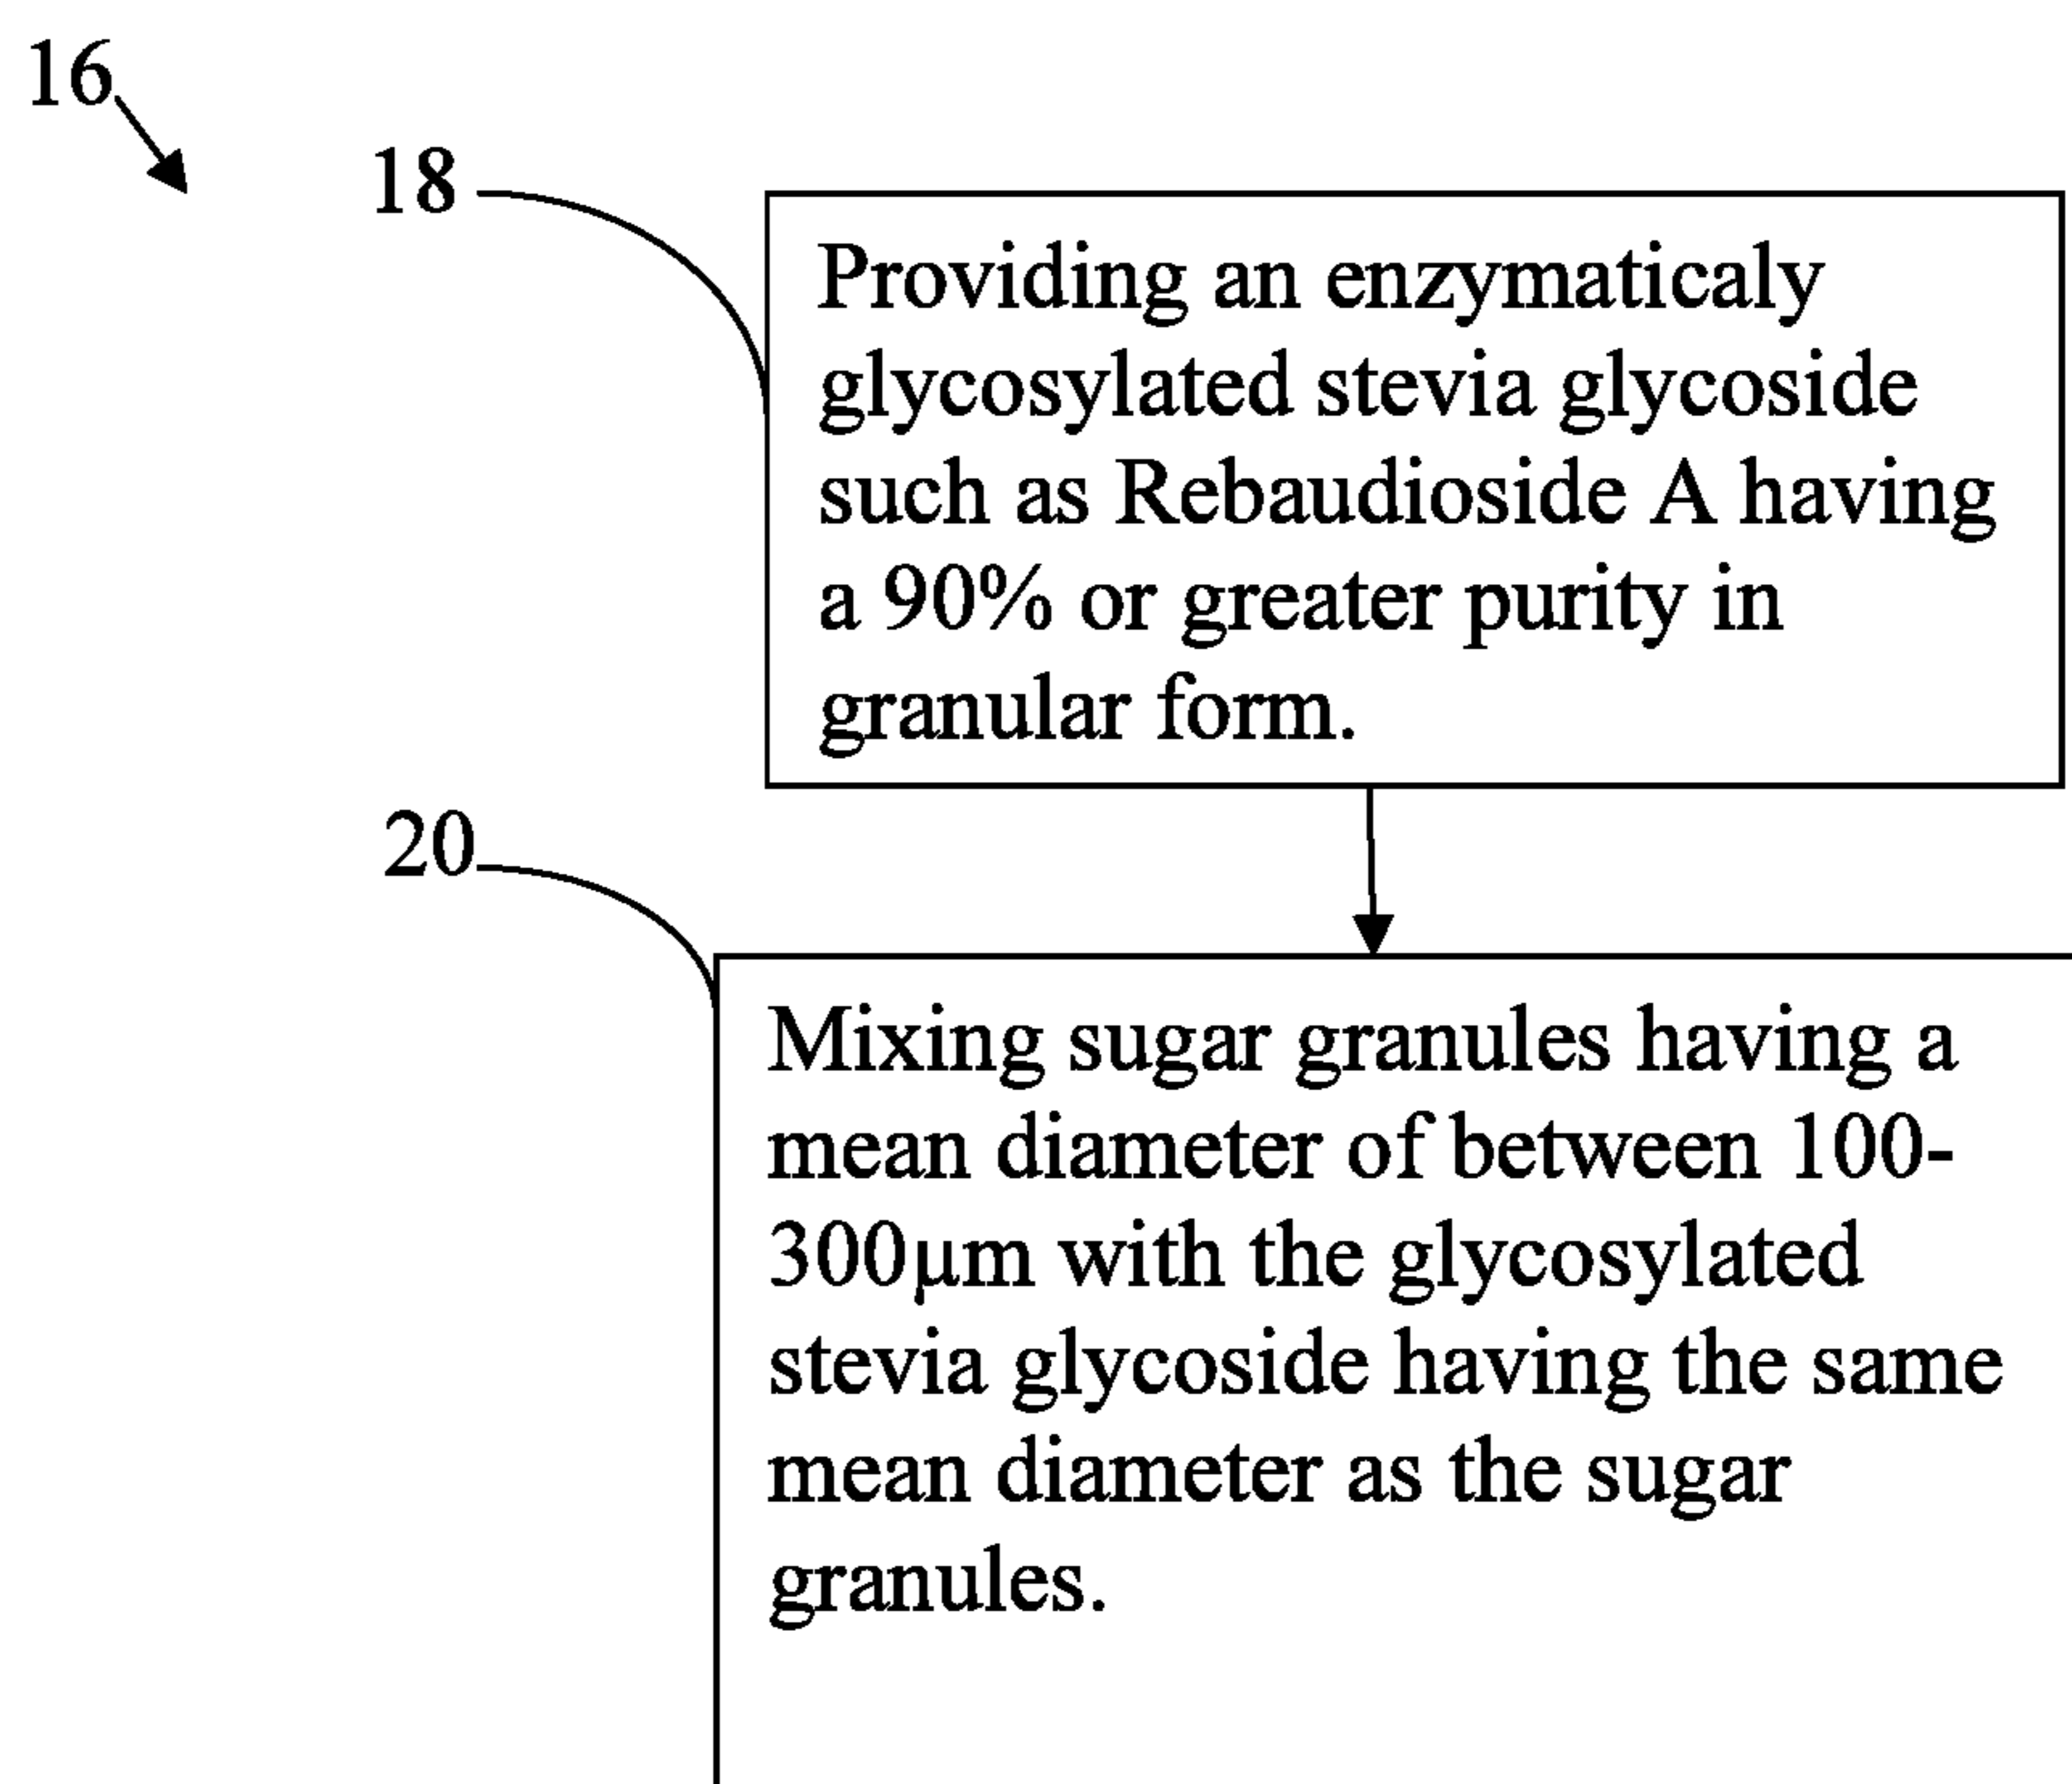 16
18
Providing an enzymaticaly
glycosylated stevia glycoside
such as Rebaudioside A having
a 90% or greater purity in
granular form.
20
Mixing sugar granules having a
mean diameter of between 100-
300µm with the glycosylated
stevia glycoside having the same
mean diameter as the sugar
granules.